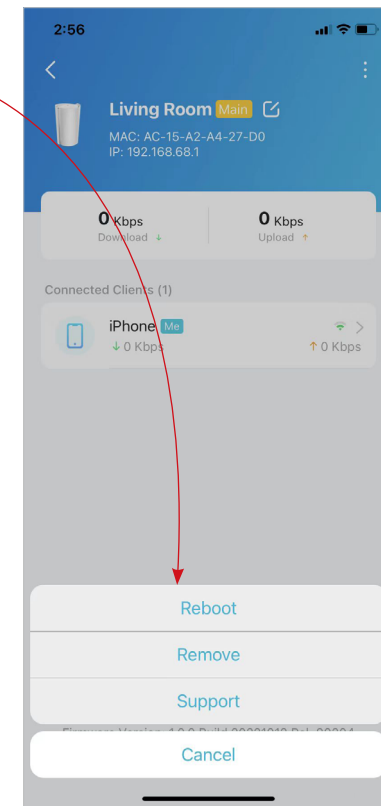 2:56
Living Room Main
MAC: AC-15-A2-A4-27-D0
IP: 192.168.68.1
0 Kbps
Download ↓
0 Kbps
Upload ↑
Connected Clients (1)
iPhone Me
↓ 0 Kbps
↑ 0 Kbps
Reboot
Remove
Support
Cancel